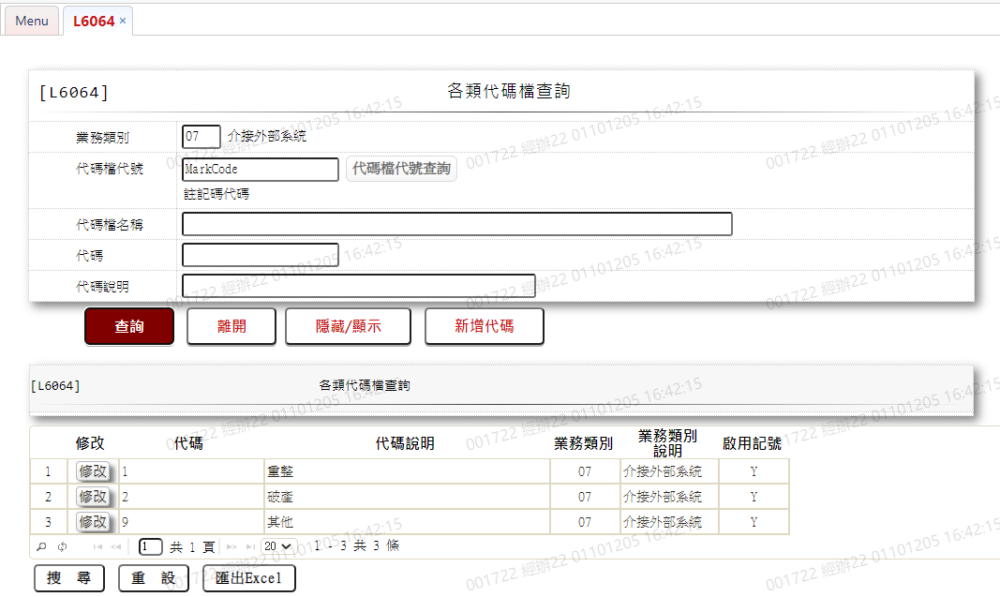 Menu L6064 ×
[L6064] 各類代碼檔查詢
業務類別 07 介接外部系統
代碼檔代號 MarkCode 代碼檔代號查詢
註記碼代碼
代碼檔名稱
代碼
代碼說明
查詢 離開 隱藏/顯示 新增代碼
[L6064] 各類代碼檔查詢
修改 代碼 代碼說明 業務類別 業務類別說明 啟用記號
1 修改 1 重整 07 介接外部系統 Y
2 修改 2 破產 07 介接外部系統 Y
3 修改 9 其他 07 介接外部系統 Y
1 共 1 頁 20 1 - 3 共 3 條
搜 尋 重 設 匯出Excel
001722 經辦22 01101205 16:42:15